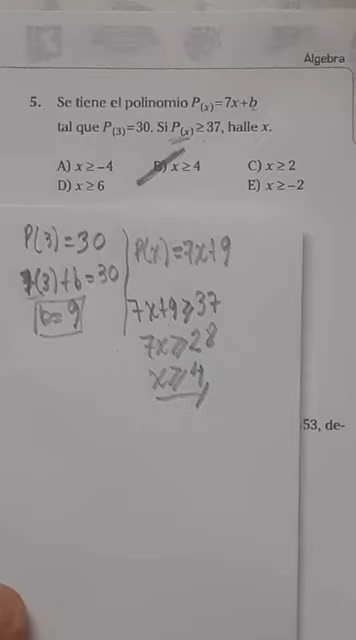 Álgebra
5. Se tiene el polinomio P(x)=7x+b
tal que P(3)=30. Si P(x)≥37, halle x.
A) x≥-4 B) x≥4 C) x≥2
D) x≥6 E) x≥-2
P(3)=30
7(3)+b=30
b=9
P(x)=7x+9
7x+9≥37
7x≥28
x≥4
53, de-